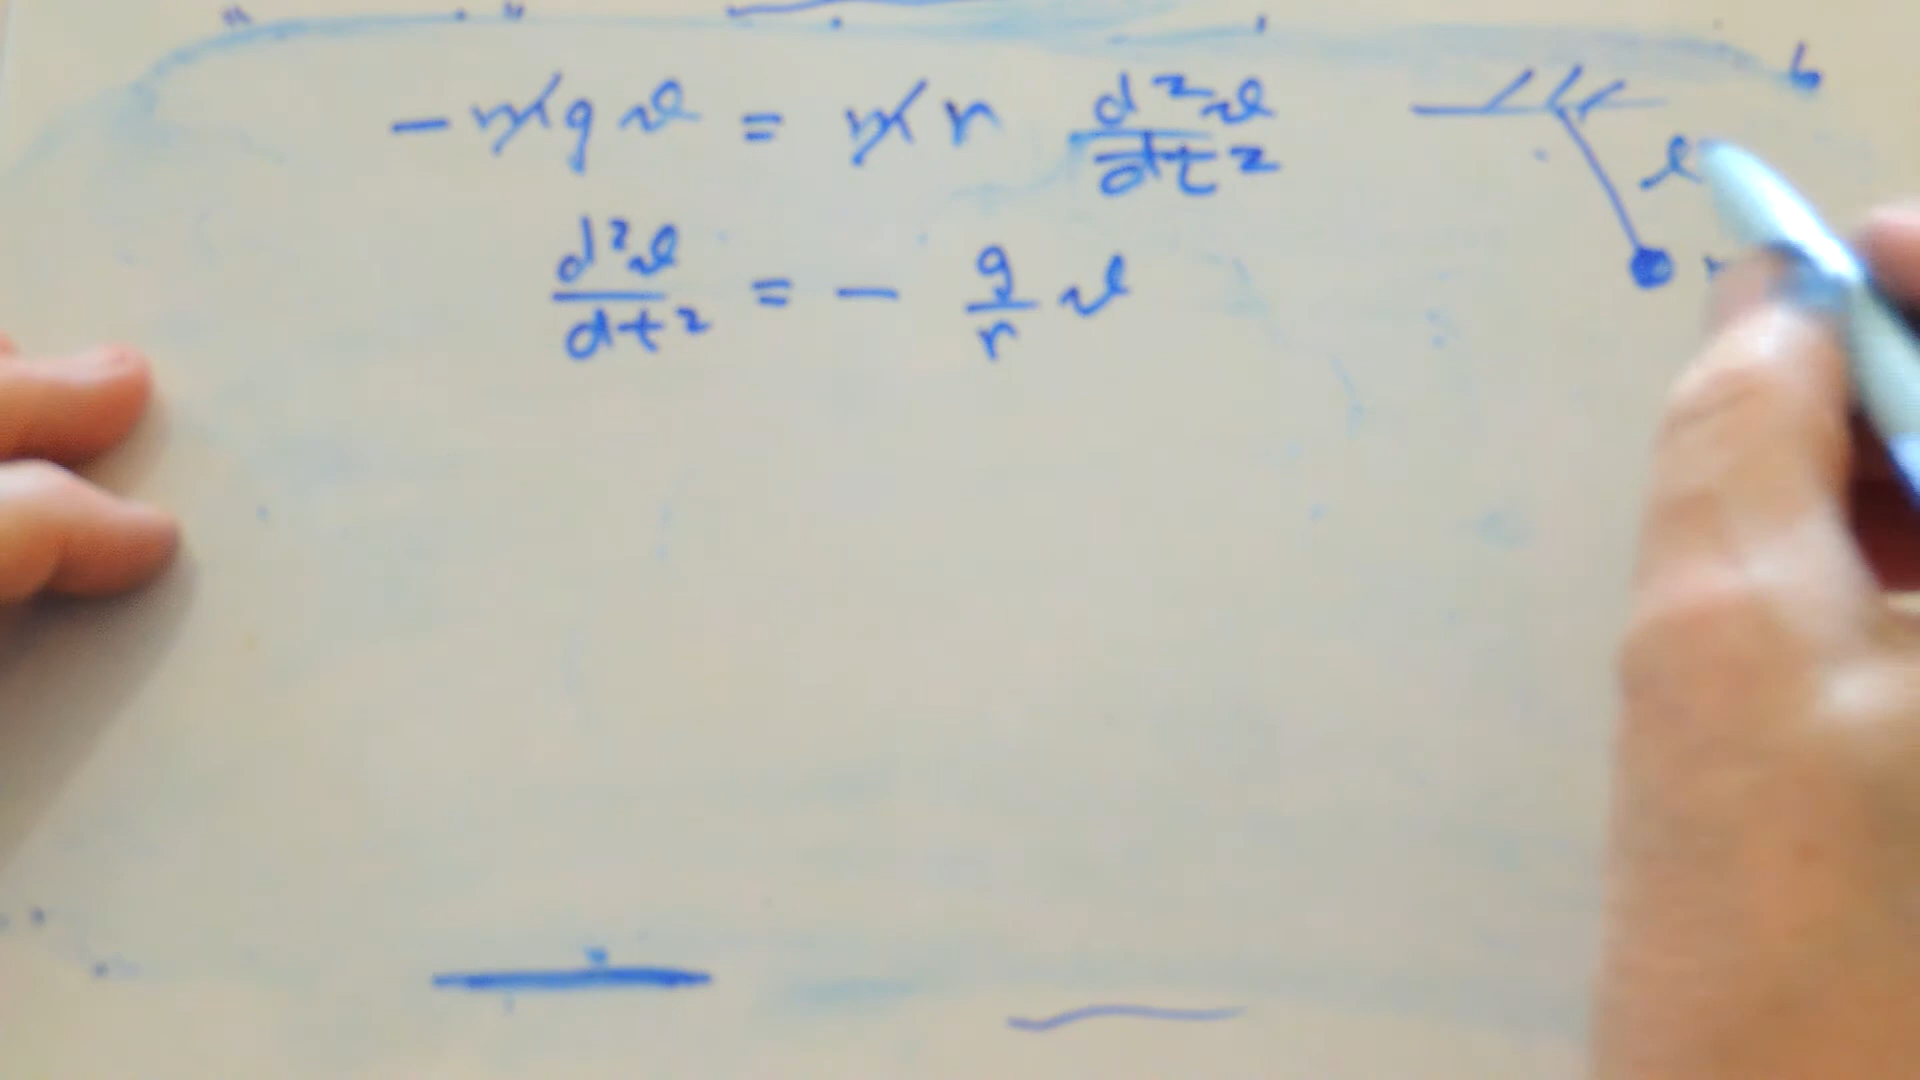 -mgϑ = mr d²ϑ/dt²
d²ϑ/dt² = - g/r ϑ
ℓ